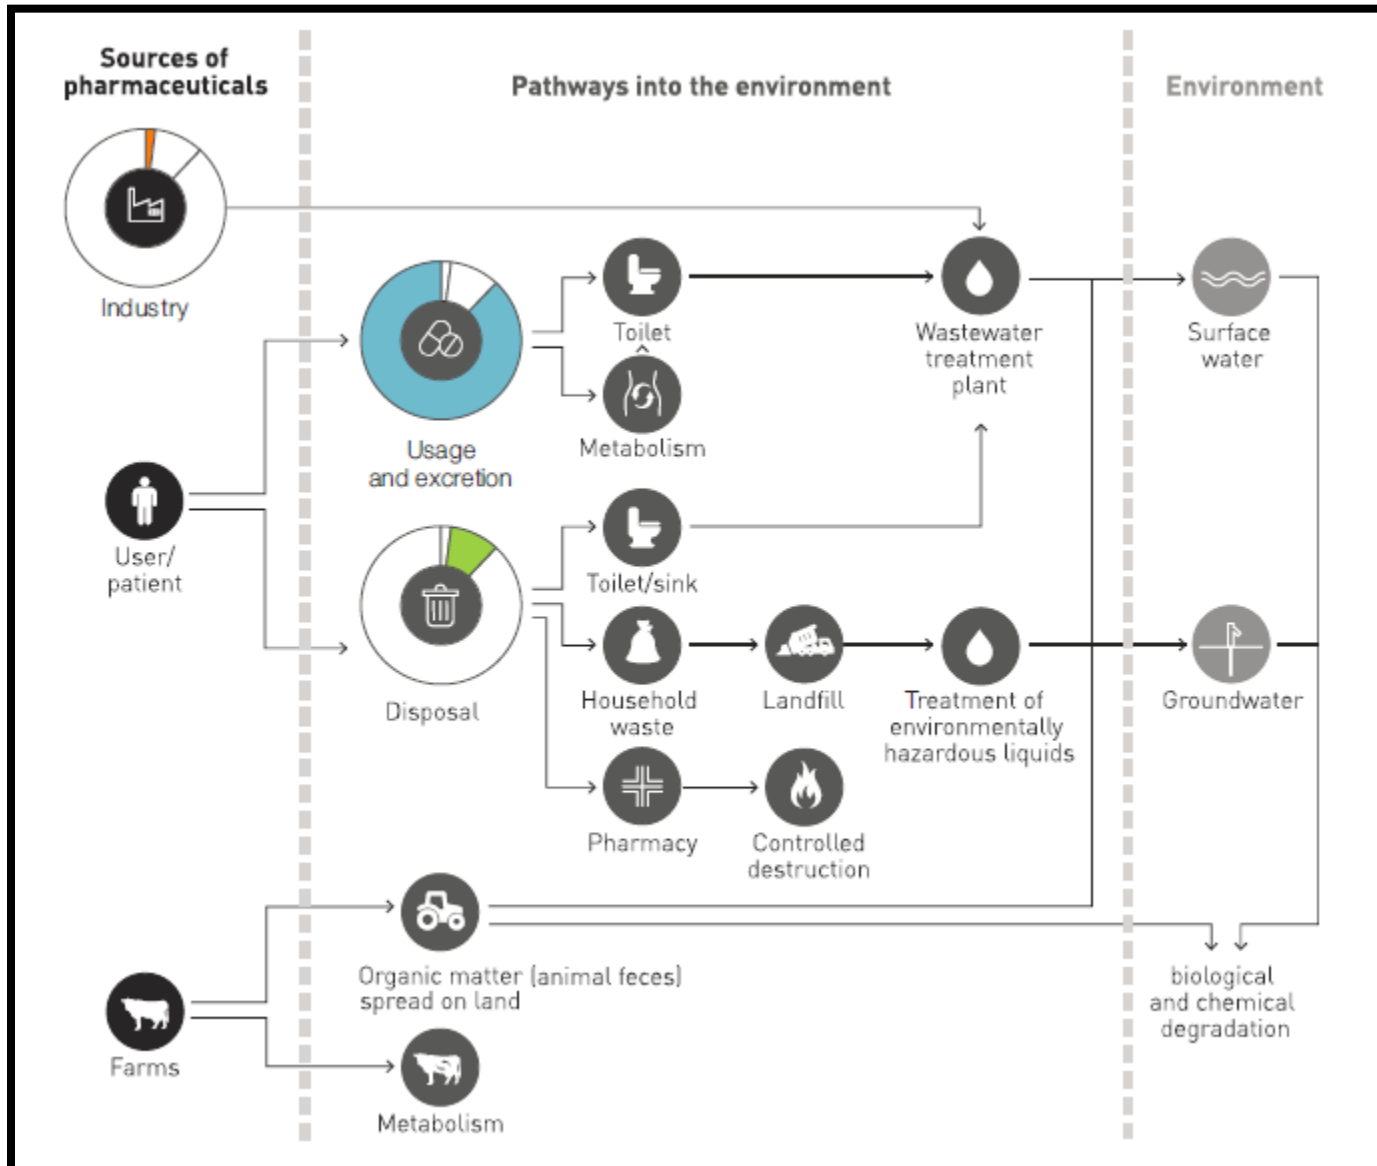 Sources of
pharmaceuticals
Pathways into the environment
Environment
Industry
Toilet
Wastewater
treatment
plant
Surface
water
Metabolism
Usage
and excretion
User/
patient
Toilet/sink
Disposal
Household
waste
Landfill
Treatment of
environmentally
hazardous liquids
Groundwater
Pharmacy
Controlled
destruction
Organic matter (animal feces)
spread on land
biological
and chemical
degradation
Farms
Metabolism